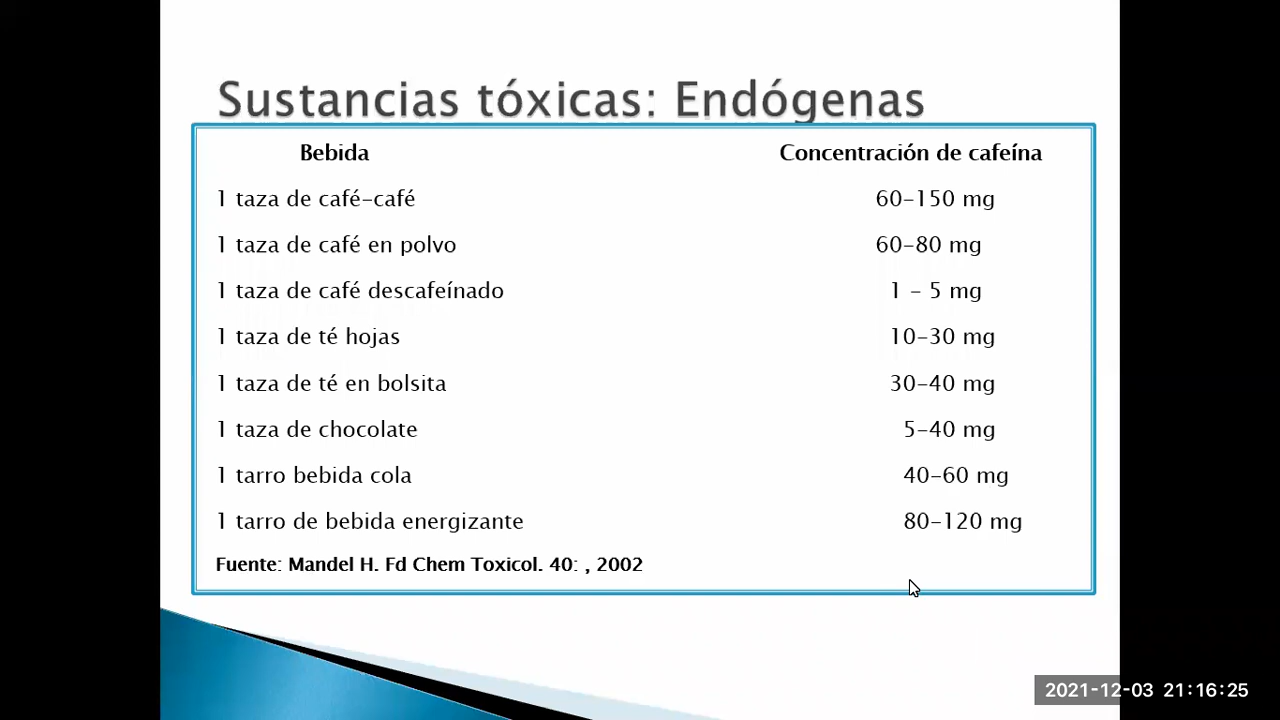 Sustancias tóxicas: Endógenas
Bebida Concentración de cafeína
1 taza de café-café 60-150 mg
1 taza de café en polvo 60-80 mg
1 taza de café descafeínado 1 - 5 mg
1 taza de té hojas 10-30 mg
1 taza de té en bolsita 30-40 mg
1 taza de chocolate 5-40 mg
1 tarro bebida cola 40-60 mg
1 tarro de bebida energizante 80-120 mg
Fuente: Mandel H. Fd Chem Toxicol. 40: , 2002
2021-12-03 21:16:25